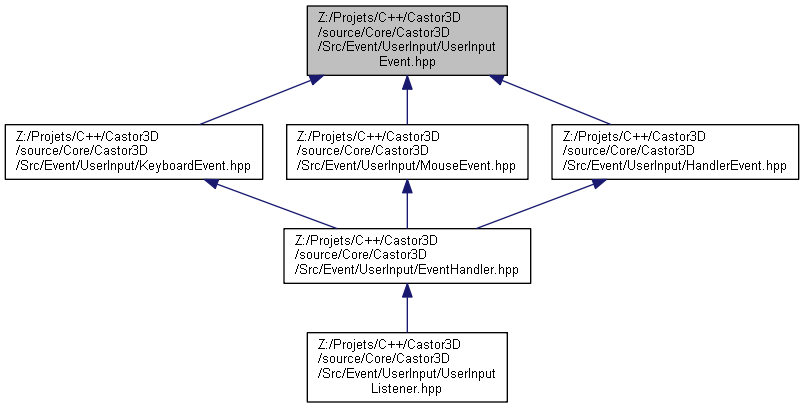 Z:/Projets/C++/Castor3D
/source/Core/Castor3D
/Src/Event/UserInput/UserInput
Event.hpp
Z:/Projets/C++/Castor3D
/source/Core/Castor3D
/Src/Event/UserInput/KeyboardEvent.hpp
Z:/Projets/C++/Castor3D
/source/Core/Castor3D
/Src/Event/UserInput/MouseEvent.hpp
Z:/Projets/C++/Castor3D
/source/Core/Castor3D
/Src/Event/UserInput/HandlerEvent.hpp
Z:/Projets/C++/Castor3D
/source/Core/Castor3D
/Src/Event/UserInput/EventHandler.hpp
Z:/Projets/C++/Castor3D
/source/Core/Castor3D
/Src/Event/UserInput/UserInput
Listener.hpp